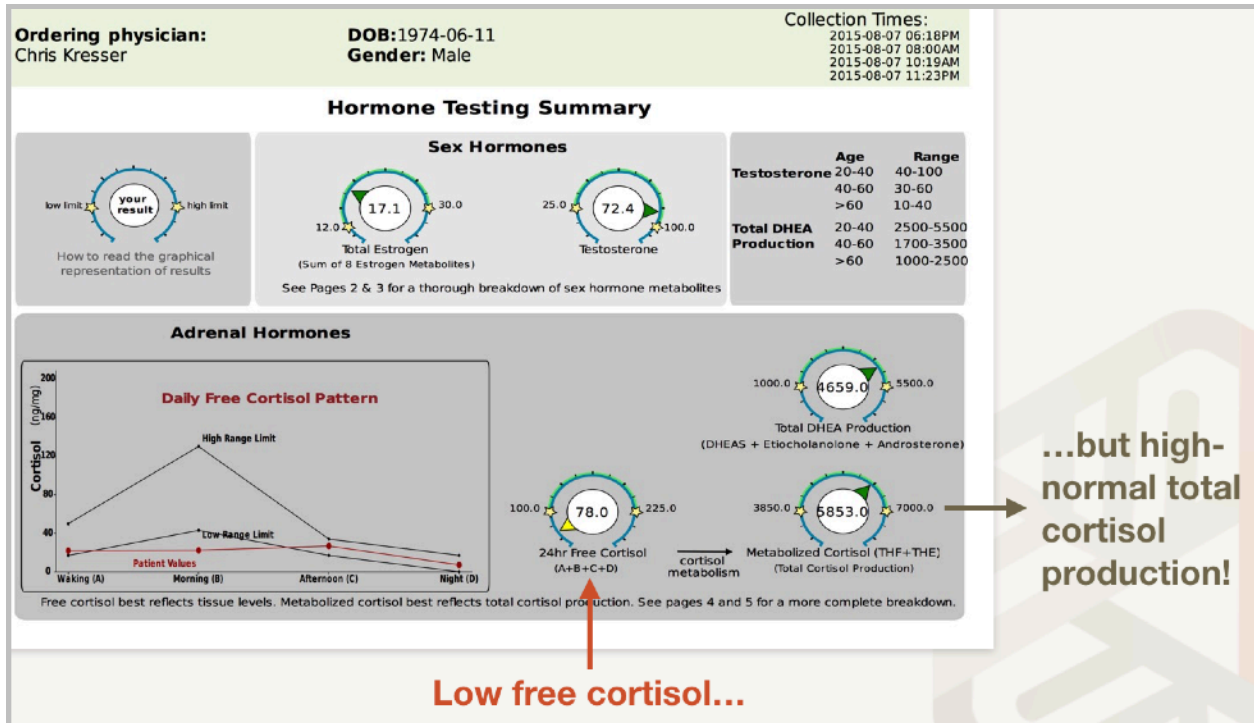 Ordering physician:
Chris Kresser
DOB:1974-06-11
Gender: Male
Collection Times:
2015-08-07 06:18PM
2015-08-07 08:00AM
2015-08-07 10:19AM
2015-08-07 11:23PM
Hormone Testing Summary
low limit
your
result
high limit
How to read the graphical
representation of results
Sex Hormones
12.0
17.1
30.0
Total Estrogen
(Sum of 8 Estrogen Metabolites)
25.0
72.4
100.0
Testosterone
See Pages 2 & 3 for a thorough breakdown of sex hormone metabolites
Age Range
Testosterone 20-40 40-100
40-60 30-60
>60 10-40
Total DHEA 20-40 2500-5500
Production 40-60 1700-3500
>60 1000-2500
Adrenal Hormones
Daily Free Cortisol Pattern
Cortisol (ng/mg)
200
160
120
80
40
0
High Range Limit
Low Range Limit
Patient Values
Waking (A) Morning (B) Afternoon (C) Night (D)
1000.0
4659.0
5500.0
Total DHEA Production
(DHEAS + Etiocholanolone + Androsterone)
100.0
78.0
225.0
24hr Free Cortisol
(A+B+C+D)
cortisol
metabolism
3850.0
5853.0
7000.0
Metabolized Cortisol (THF+THE)
(Total Cortisol Production)
Free cortisol best reflects tissue levels. Metabolized cortisol best reflects total cortisol production. See pages 4 and 5 for a more complete breakdown.
...but high-
normal total
cortisol
production!
Low free cortisol...